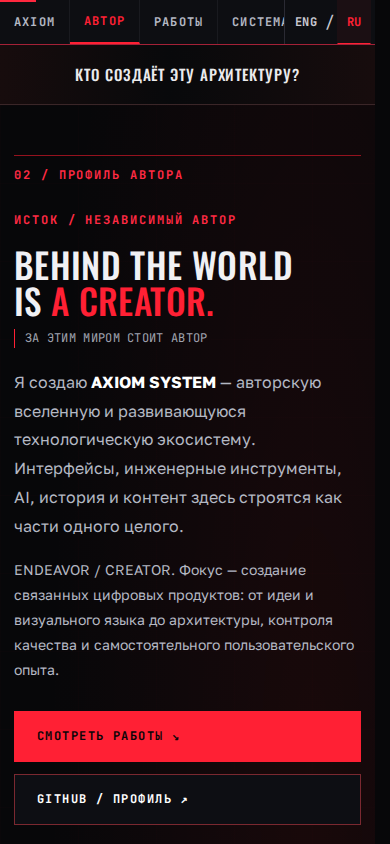 AXIOM АВТОР РАБОТЫ СИСТЕМА ENG / RU
КТО СОЗДАЁТ ЭТУ АРХИТЕКТУРУ?
02 / ПРОФИЛЬ АВТОРА
ИСТОК / НЕЗАВИСИМЫЙ АВТОР
BEHIND THE WORLD
IS A CREATOR.
ЗА ЭТИМ МИРОМ СТОИТ АВТОР
Я создаю AXIOM SYSTEM — авторскую
вселенную и развивающуюся
технологическую экосистему.
Интерфейсы, инженерные инструменты,
AI, история и контент здесь строятся как
части одного целого.
ENDEAVOR / CREATOR. Фокус — создание
связанных цифровых продуктов: от идеи и
визуального языка до архитектуры, контроля
качества и самостоятельного пользовательского
опыта.
СМОТРЕТЬ РАБОТЫ ↘
GITHUB / ПРОФИЛЬ ↗